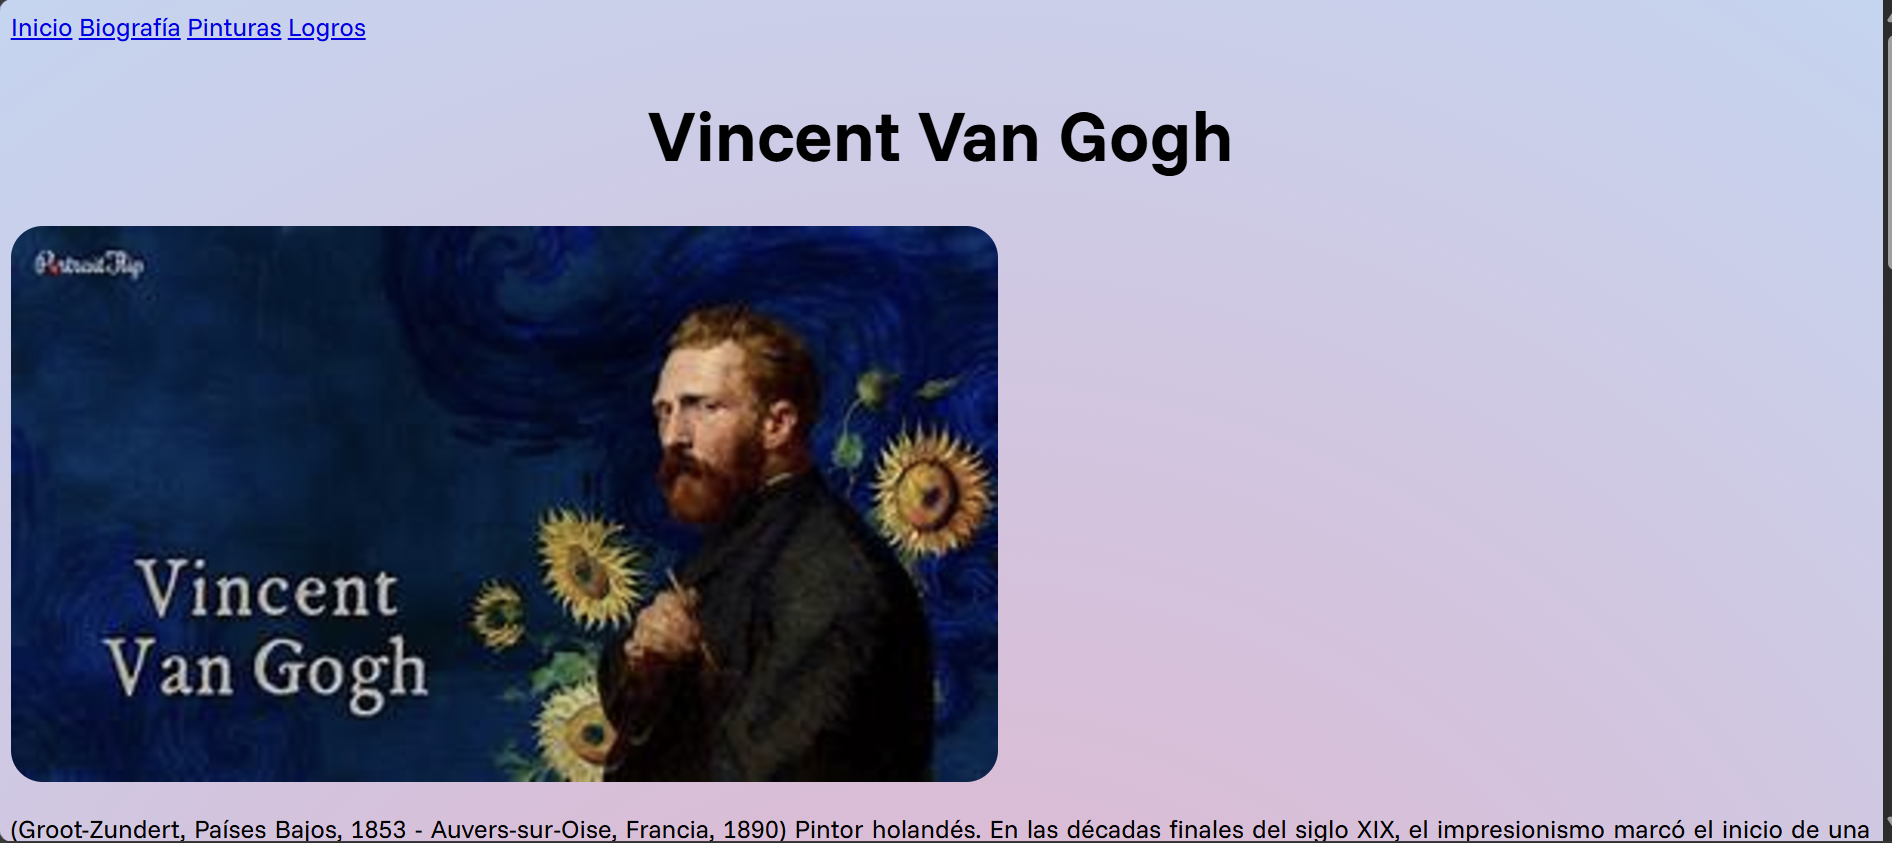 Inicio Biografía Pinturas Logros
Vincent Van Gogh
PortraitFlip
Vincent
Van Gogh
(Groot-Zundert, Países Bajos, 1853 - Auvers-sur-Oise, Francia, 1890) Pintor holandés. En las décadas finales del siglo XIX, el impresionismo marcó el inicio de una